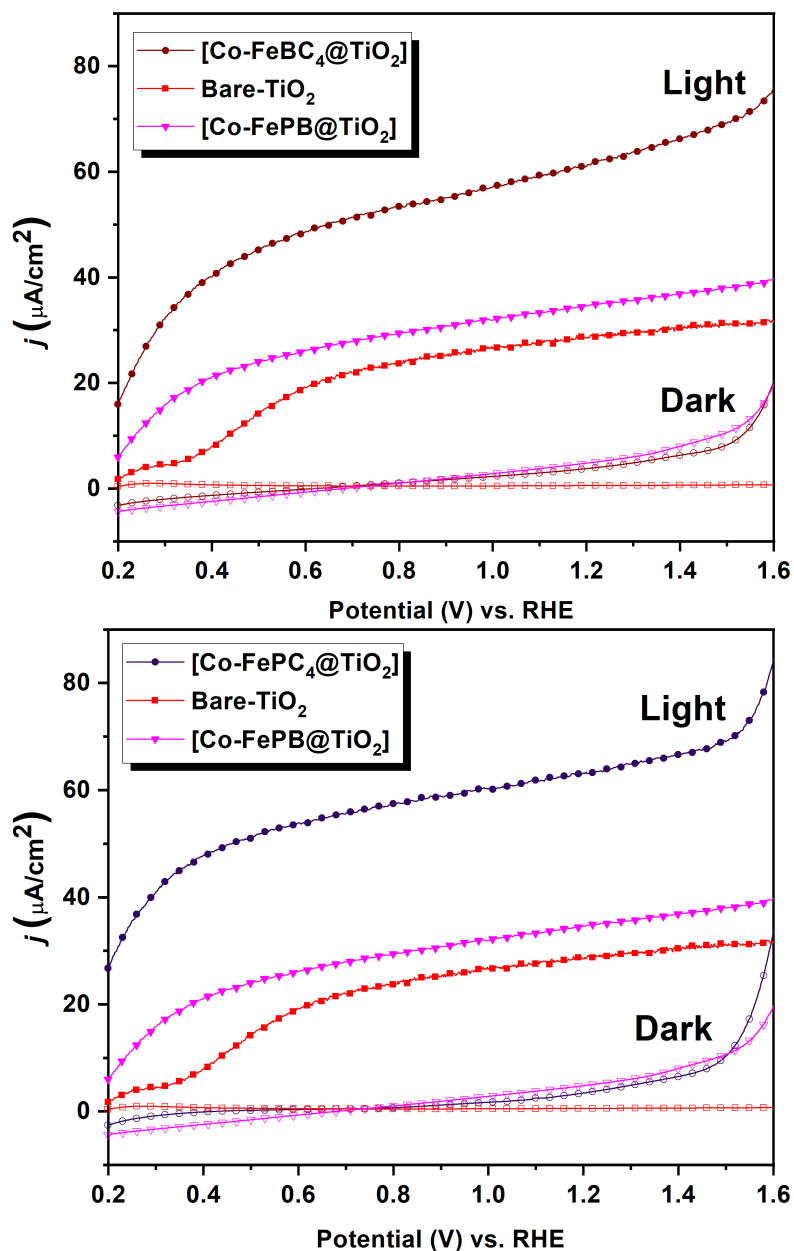 [Co-FeBC₄@TiO₂]
Bare-TiO₂
[Co-FePB@TiO₂]
Light
Dark
j (μA/cm²)
80
60
40
20
0
0.2 0.4 0.6 0.8 1.0 1.2 1.4 1.6
Potential (V) vs. RHE
[Co-FePC₄@TiO₂]
Bare-TiO₂
[Co-FePB@TiO₂]
Light
Dark
j (μA/cm²)
80
60
40
20
0
0.2 0.4 0.6 0.8 1.0 1.2 1.4 1.6
Potential (V) vs. RHE